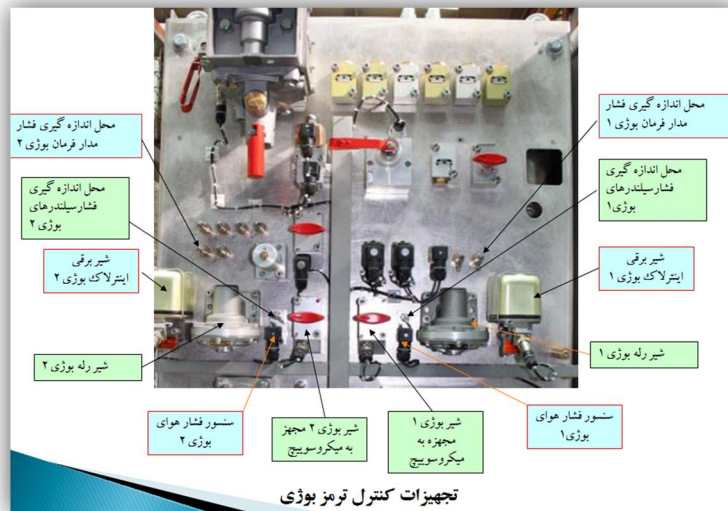 محل اندازه گیری فشار
مدار فرمان بوژی ۱
محل اندازه گیری فشار
مدار فرمان بوژی ۲
محل اندازه گیری
فشارسیلندرهای
بوژی۱
محل اندازه گیری
فشارسیلندرهای
بوژی ۲
شیر برقی
اینترلاک بوژی ۱
شیر برقی
اینترلاک بوژی ۲
شیر رله بوژی ۱
شیر رله بوژی ۲
سنسور فشار هوای
بوژی۱
شیر بوژی ۱
مجهزه به
میکروسوییچ
شیر بوژی ۲ مجهز
به میکروسوییچ
سنسور فشار هوای
بوژی ۲
تجهیزات کنترل ترمز بوژی